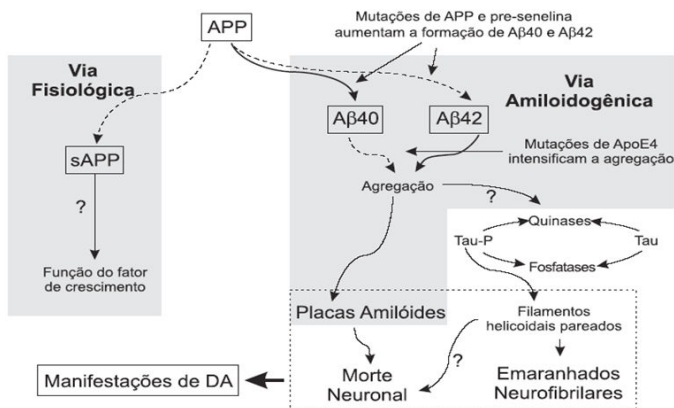 APP
Mutações de APP e pre-senelina
aumentam a formação de Aβ40 e Aβ42
Via
Fisiológica
Via
Amiloidogênica
Aβ40
Aβ42
sAPP
Mutações de ApoE4
intensificam a agregação
Agregação
?
?
Quinases
Tau-P
Tau
Fosfatases
Função do fator
de crescimento
Placas Amilóides
Filamentos
helicoidais pareados
?
Manifestações de DA
Morte
Neuronal
Emaranhados
Neurofibrilares